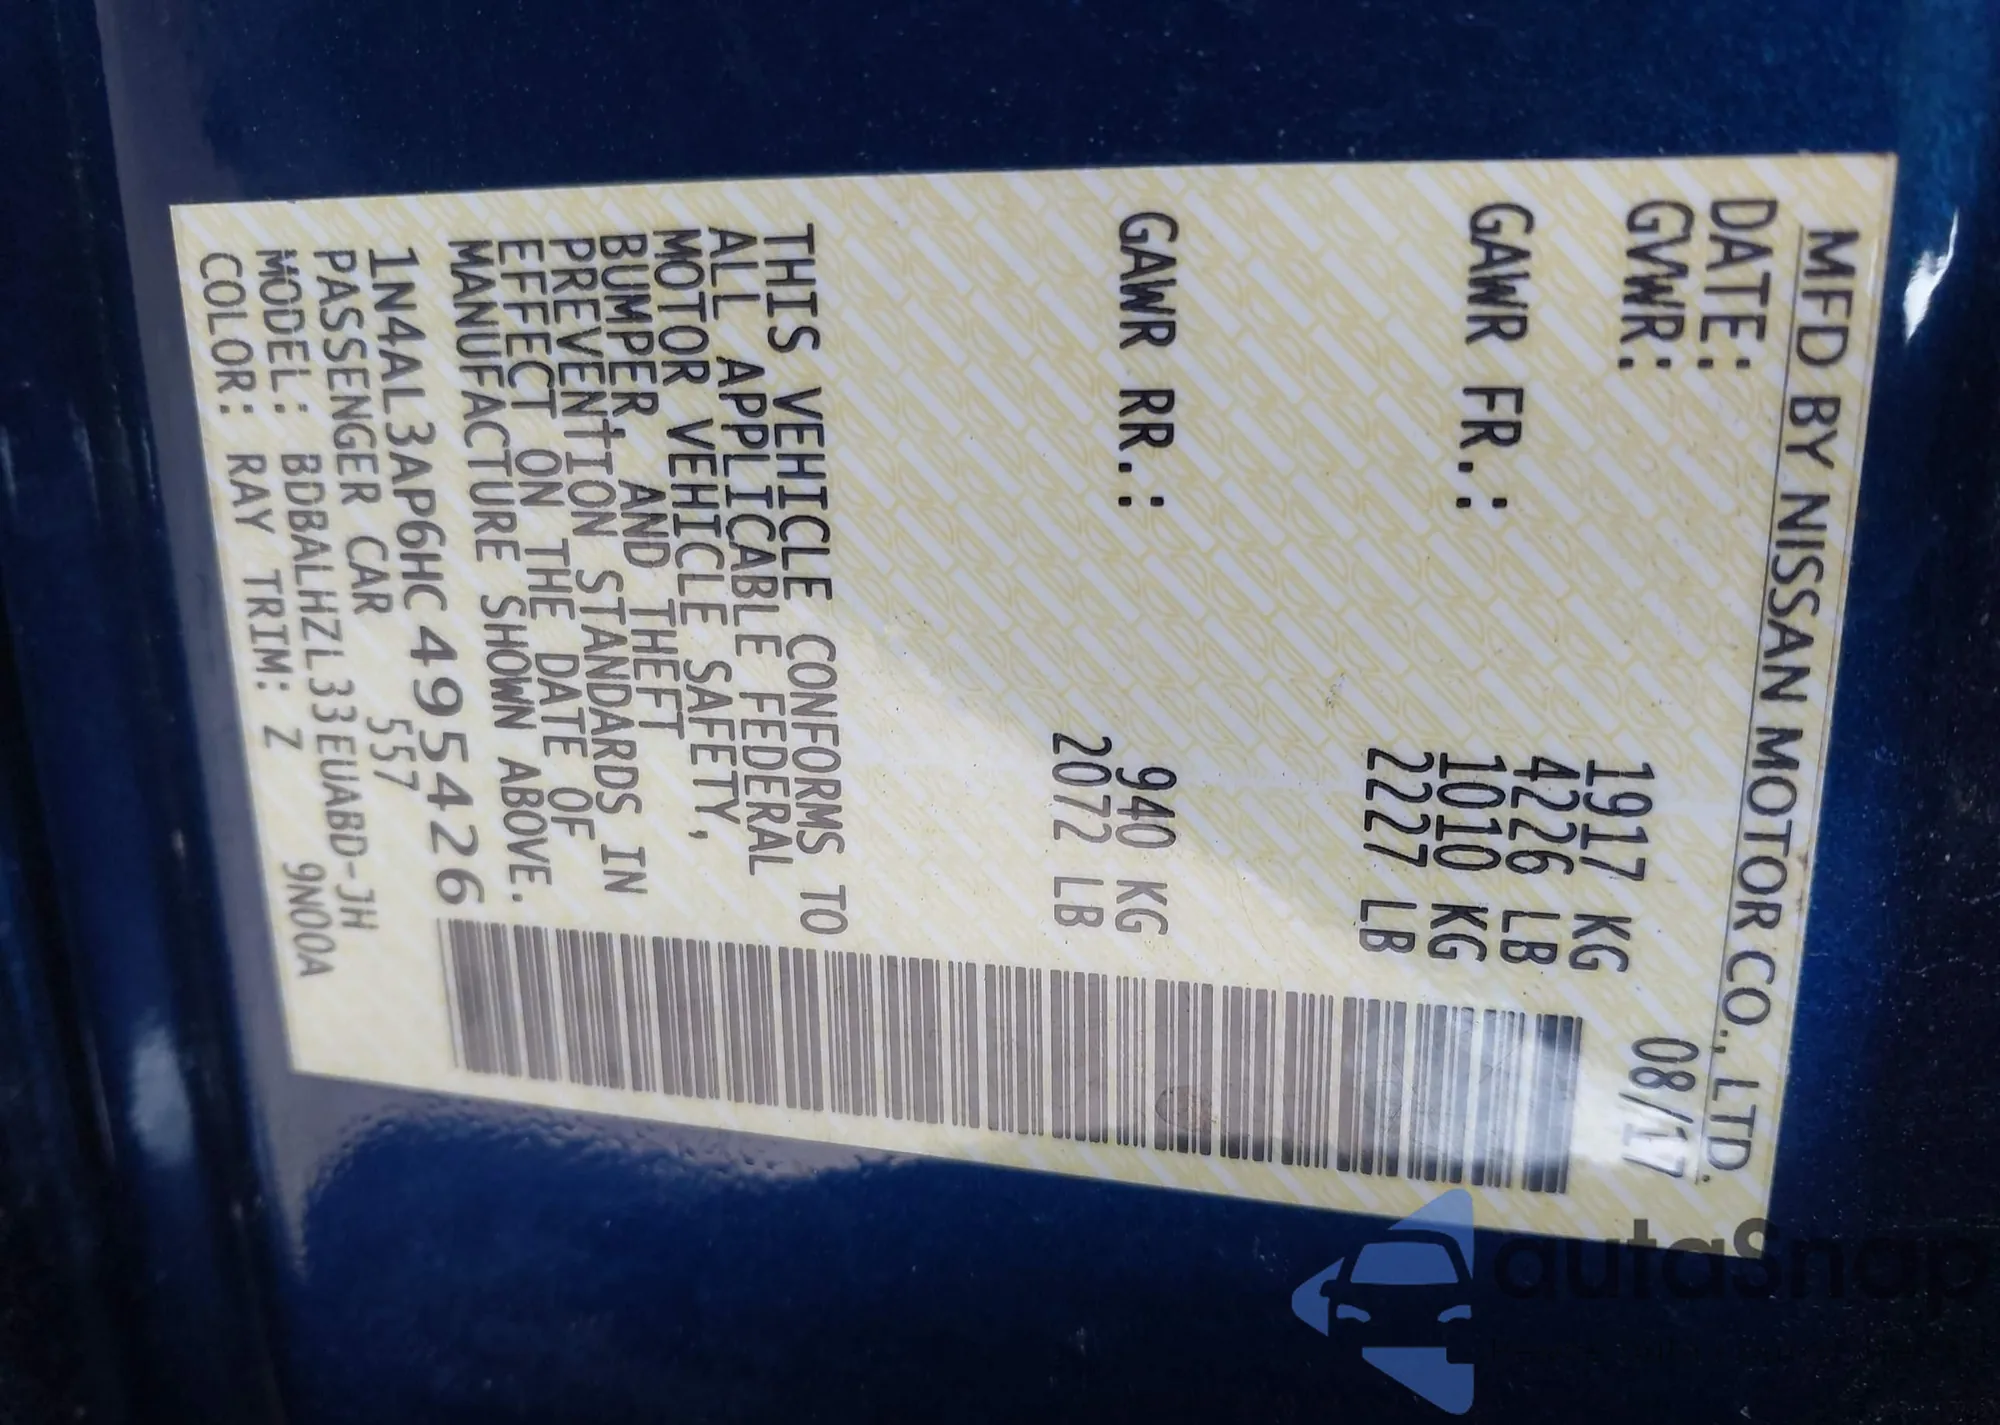 MFD BY NISSAN MOTOR CO., LTD.
DATE: 08/17
GVWR: 1917 KG
4226 LB
GAWR FR.: 1010 KG
2227 LB
GAWR RR.: 940 KG
2072 LB
THIS VEHICLE CONFORMS TO
ALL APPLICABLE FEDERAL
MOTOR VEHICLE SAFETY,
BUMPER AND THEFT
PREVENTION STANDARDS IN
EFFECT ON THE DATE OF
MANUFACTURE SHOWN ABOVE.
1N4AL3AP6HC495426
PASSENGER CAR 557
MODEL: BDBALHZL33EUABD-JH
COLOR: RAY TRIM: Z 9N00A
autaSnap